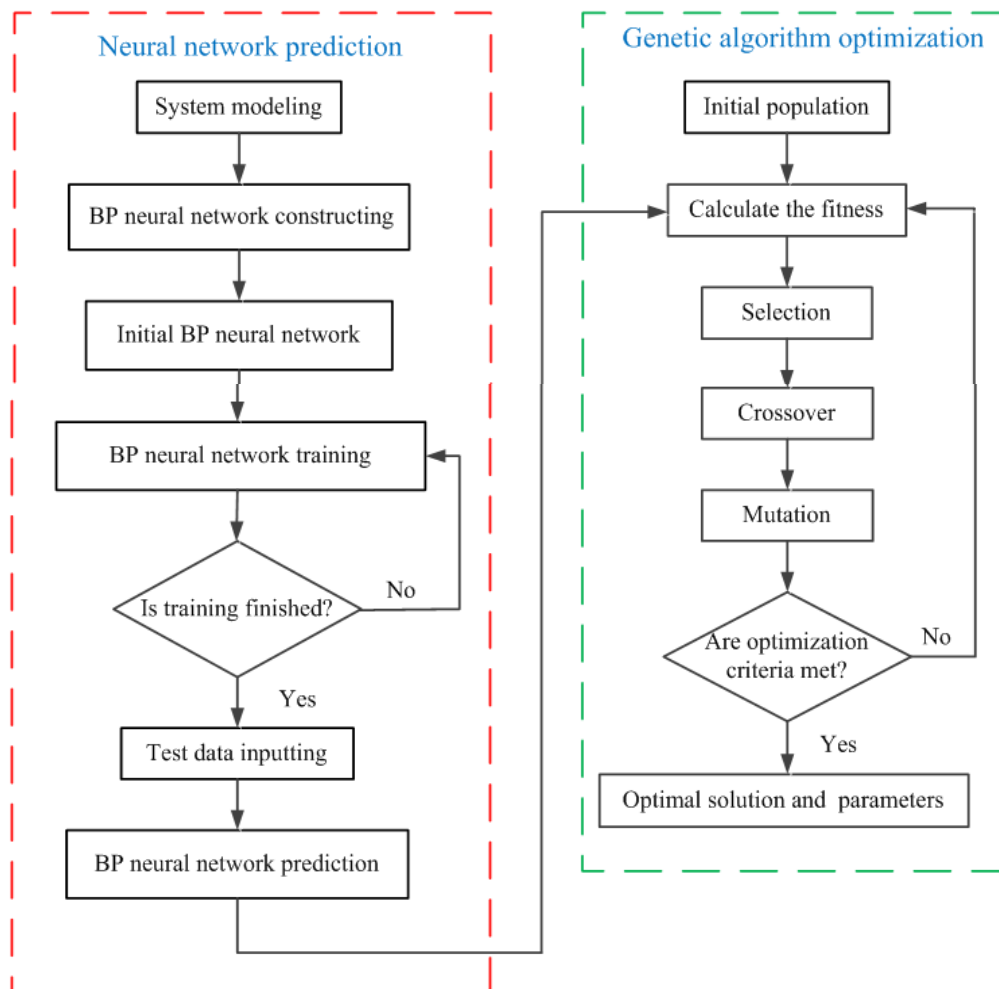 Neural network prediction
System modeling
BP neural network constructing
Initial BP neural network
BP neural network training
Is training finished?
No
Yes
Test data inputting
BP neural network prediction
Genetic algorithm optimization
Initial population
Calculate the fitness
Selection
Crossover
Mutation
Are optimization
criteria met?
No
Yes
Optimal solution and parameters